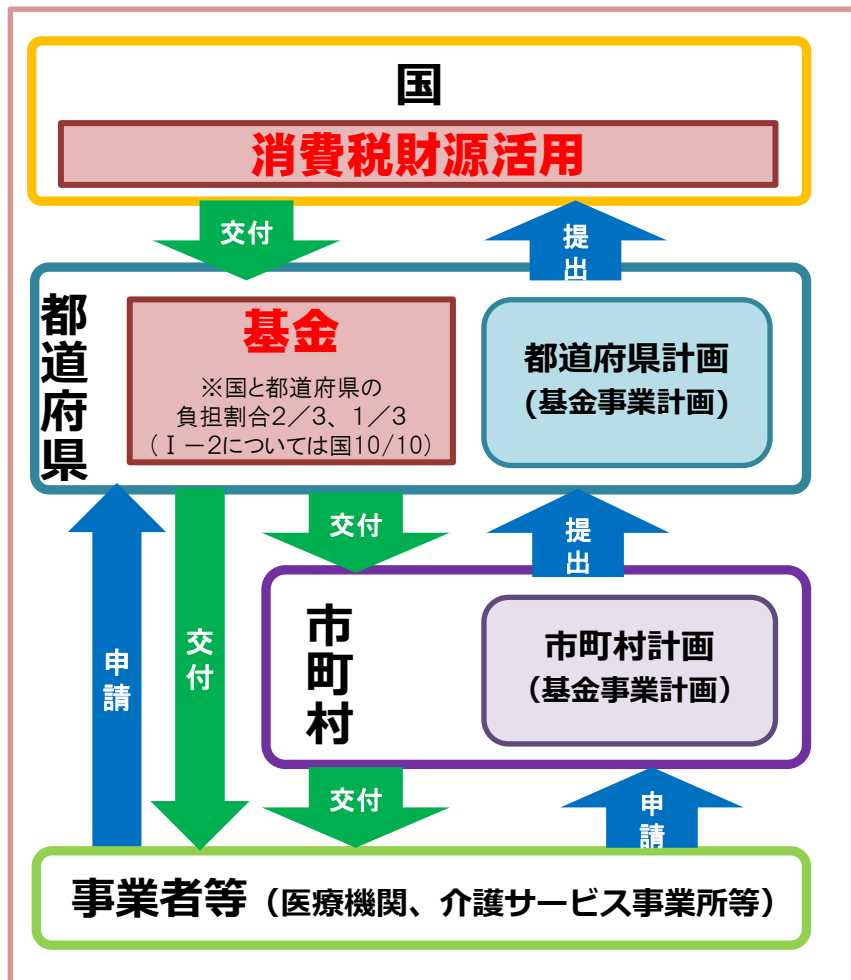 国
消費税財源活用
交付
提出
都道府県
基金
※国と都道府県の
負担割合2／3、1／3
（Ⅰ－2については国10/10）
都道府県計画
(基金事業計画)
申請
交付
交付
提出
市町村
市町村計画
（基金事業計画）
交付
申請
事業者等（医療機関、介護サービス事業所等）